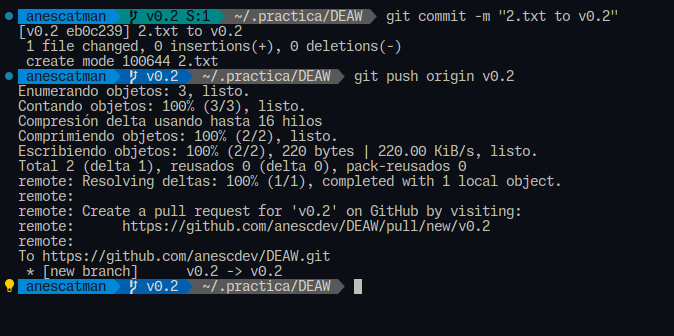 anescatman v0.2 S:1 ~/.practica/DEAW git commit -m "2.txt to v0.2"
[v0.2 eb0c239] 2.txt to v0.2
1 file changed, 0 insertions(+), 0 deletions(-)
create mode 100644 2.txt
anescatman v0.2 ~/.practica/DEAW git push origin v0.2
Enumerando objetos: 3, listo.
Contando objetos: 100% (3/3), listo.
Compresión delta usando hasta 16 hilos
Comprimiendo objetos: 100% (2/2), listo.
Escribiendo objetos: 100% (2/2), 220 bytes | 220.00 KiB/s, listo.
Total 2 (delta 1), reusados 0 (delta 0), pack-reusados 0
remote: Resolving deltas: 100% (1/1), completed with 1 local object.
remote:
remote: Create a pull request for 'v0.2' on GitHub by visiting:
remote: https://github.com/anescdev/DEAW/pull/new/v0.2
remote:
To https://github.com/anescdev/DEAW.git
* [new branch] v0.2 -> v0.2
anescatman v0.2 ~/.practica/DEAW